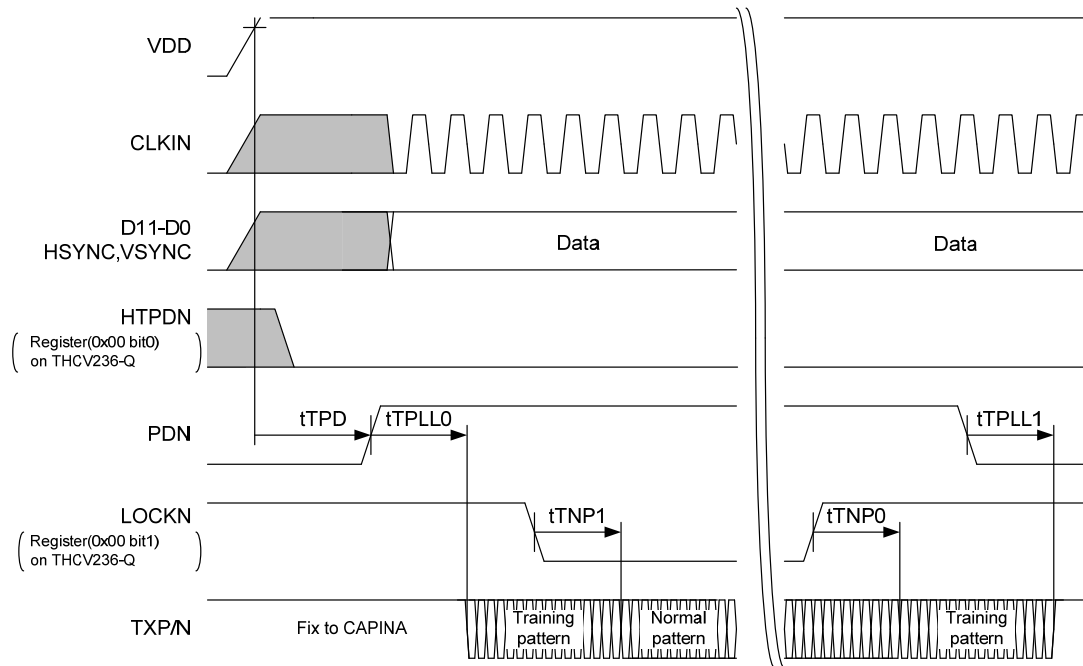 VDD
CLKIN
D11-D0
HSYNC,VSYNC
Data
Data
HTPDN
Register(0x00 bit0)
on THCV236-Q
PDN
tTPD
tTPLL0
tTPLL1
LOCKN
Register(0x00 bit1)
on THCV236-Q
tTNP1
tTNP0
TXP/N
Fix to CAPINA
Training
pattern
Normal
pattern
Training
pattern